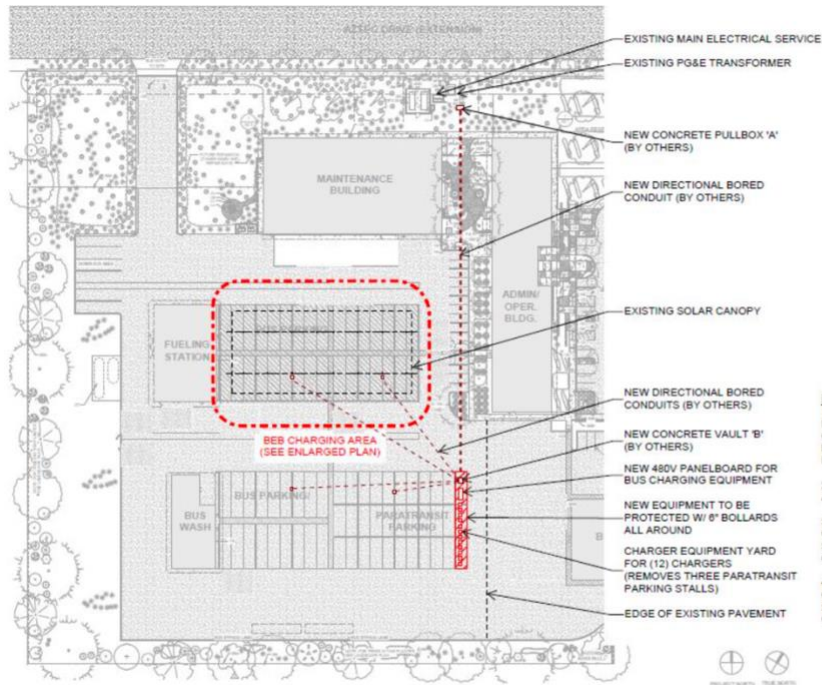 AZTEC DRIVE (EXTENSION)
EXISTING MAIN ELECTRICAL SERVICE
EXISTING PG&E TRANSFORMER
NEW CONCRETE PULLBOX 'A'
(BY OTHERS)
MAINTENANCE
BUILDING
NEW DIRECTIONAL BORED
CONDUIT (BY OTHERS)
ADMIN/
OPER.
BLDG.
EXISTING SOLAR CANOPY
FUELING
STATION
NEW DIRECTIONAL BORED
CONDUITS (BY OTHERS)
BEB CHARGING AREA
(SEE ENLARGED PLAN)
NEW CONCRETE VAULT 'B'
(BY OTHERS)
NEW 480V PANELBOARD FOR
BUS CHARGING EQUIPMENT
BUS PARKING/
BUS
WASH
PARATRANSIT
PARKING
NEW EQUIPMENT TO BE
PROTECTED W/ 6" BOLLARDS
ALL AROUND
B
CHARGER EQUIPMENT YARD
FOR (12) CHARGERS
(REMOVES THREE PARATRANSIT
PARKING STALLS)
EDGE OF EXISTING PAVEMENT
PROJECT NORTH
TRUE NORTH